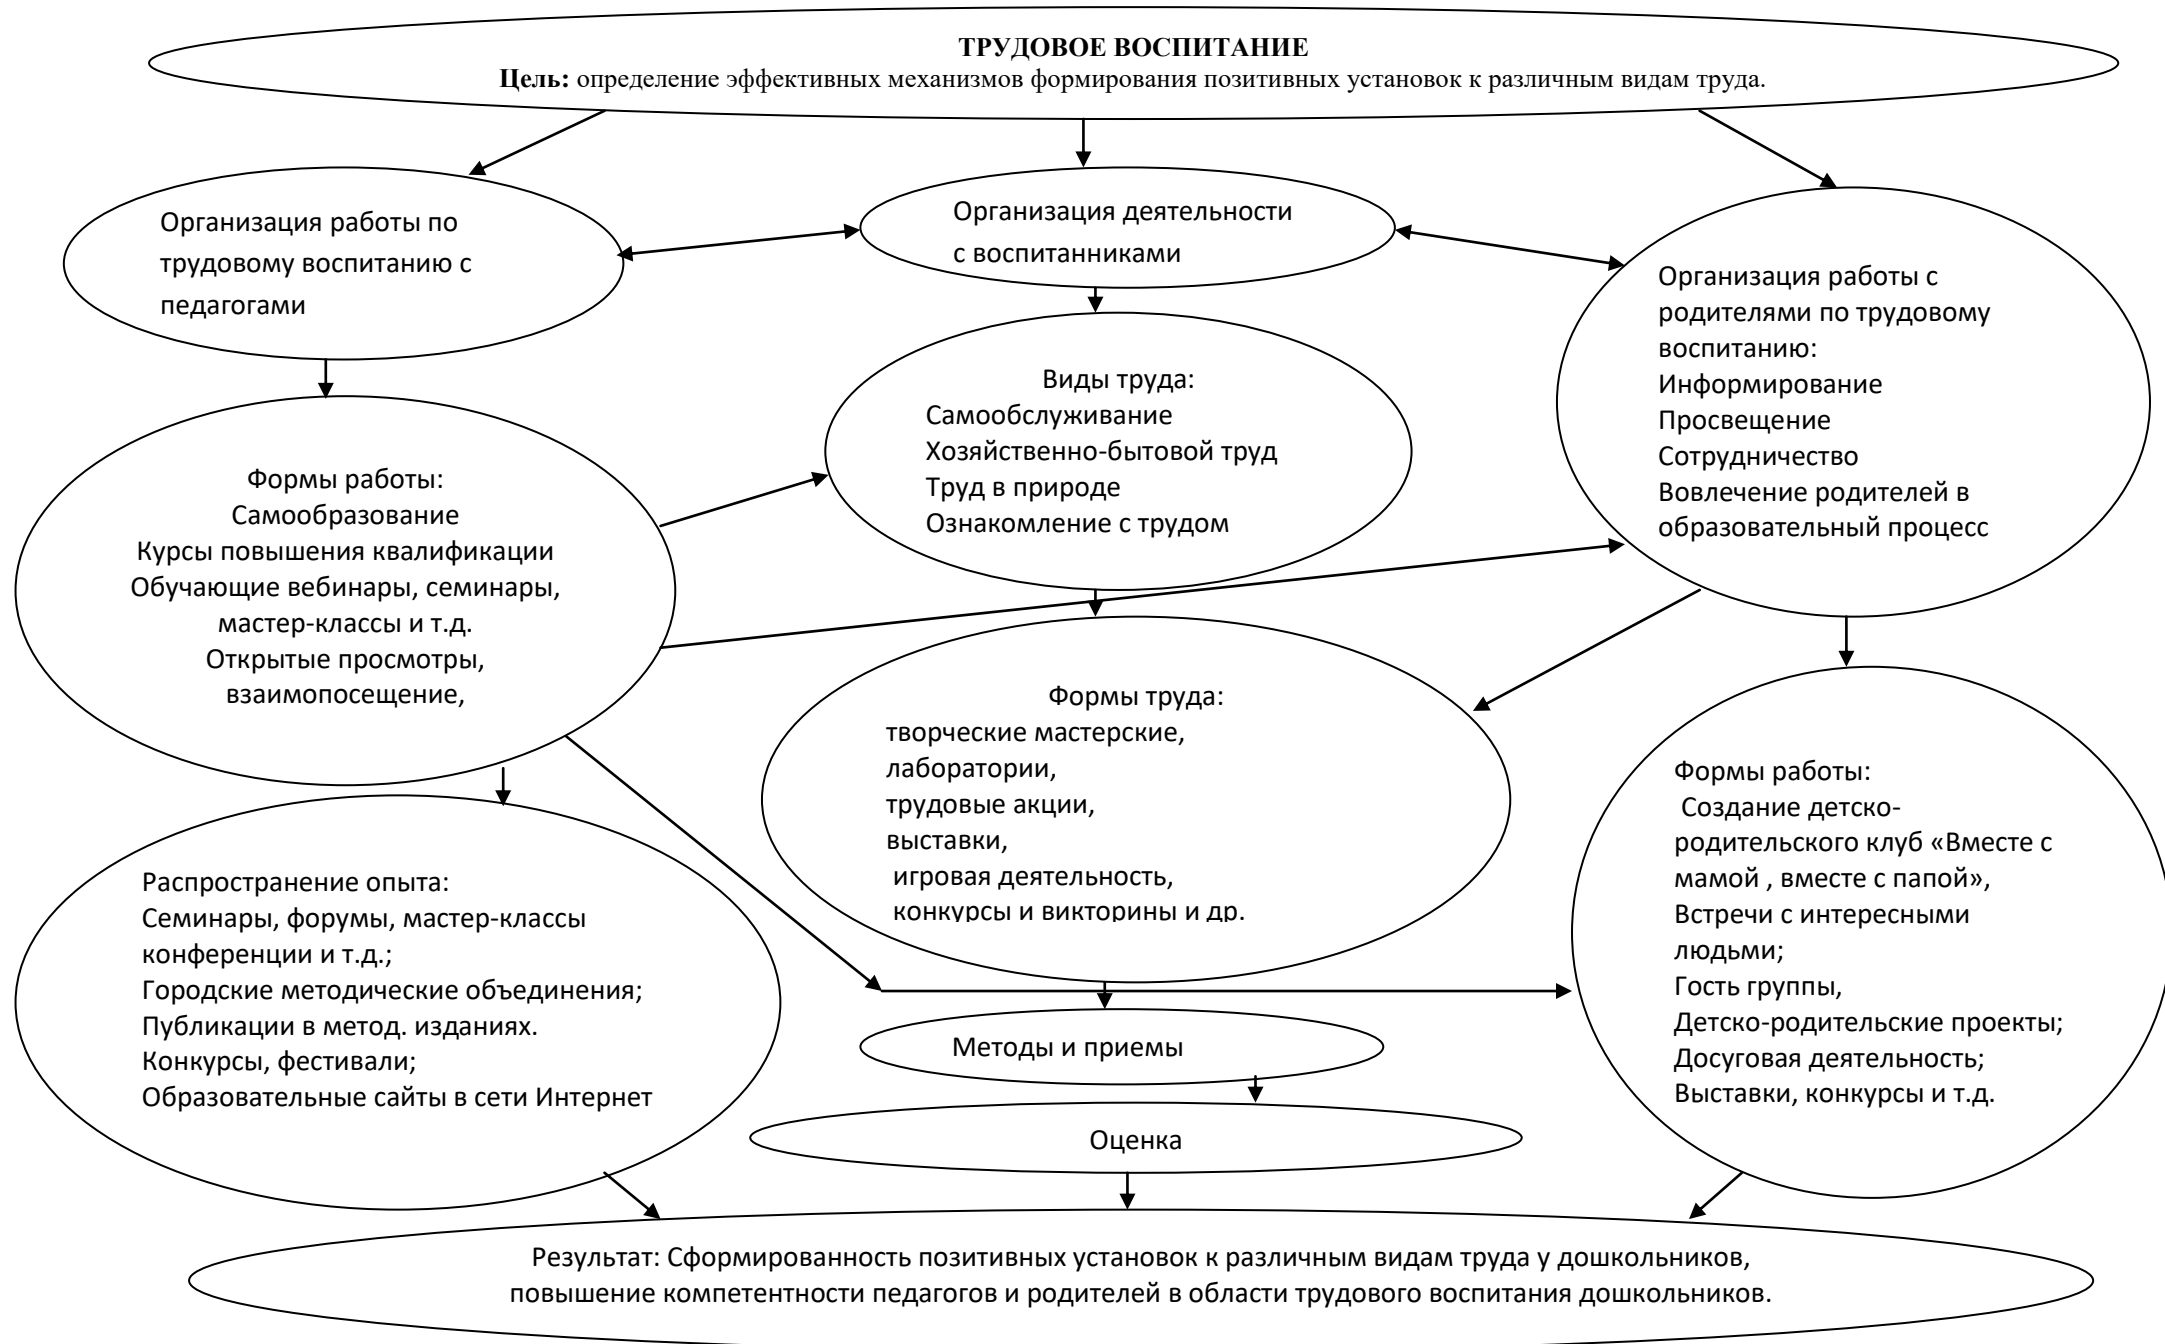 ТРУДОВОЕ ВОСПИТАНИЕ
Цель: определение эффективных механизмов формирования позитивных установок к различным видам труда.
Организация работы по
трудовому воспитанию с
педагогами
Организация деятельности
с воспитанниками
Организация работы с
родителями по трудовому
воспитанию:
Информирование
Просвещение
Сотрудничество
Вовлечение родителей в
образовательный процесс
Виды труда:
Самообслуживание
Хозяйственно-бытовой труд
Труд в природе
Ознакомление с трудом
Формы работы:
Самообразование
Курсы повышения квалификации
Обучающие вебинары, семинары,
мастер-классы и т.д.
Открытые просмотры,
взаимопосещение,
Формы труда:
творческие мастерские,
лаборатории,
трудовые акции,
выставки,
игровая деятельность,
конкурсы и викторины и др.
Формы работы:
Создание детско-
родительского клуб «Вместе с
мамой , вместе с папой»,
Встречи с интересными
людьми;
Гость группы,
Детско-родительские проекты;
Досуговая деятельность;
Выставки, конкурсы и т.д.
Распространение опыта:
Семинары, форумы, мастер-классы
конференции и т.д.;
Городские методические объединения;
Публикации в метод. изданиях.
Конкурсы, фестивали;
Образовательные сайты в сети Интернет
Методы и приемы
Оценка
Результат: Сформированность позитивных установок к различным видам труда у дошкольников,
повышение компетентности педагогов и родителей в области трудового воспитания дошкольников.